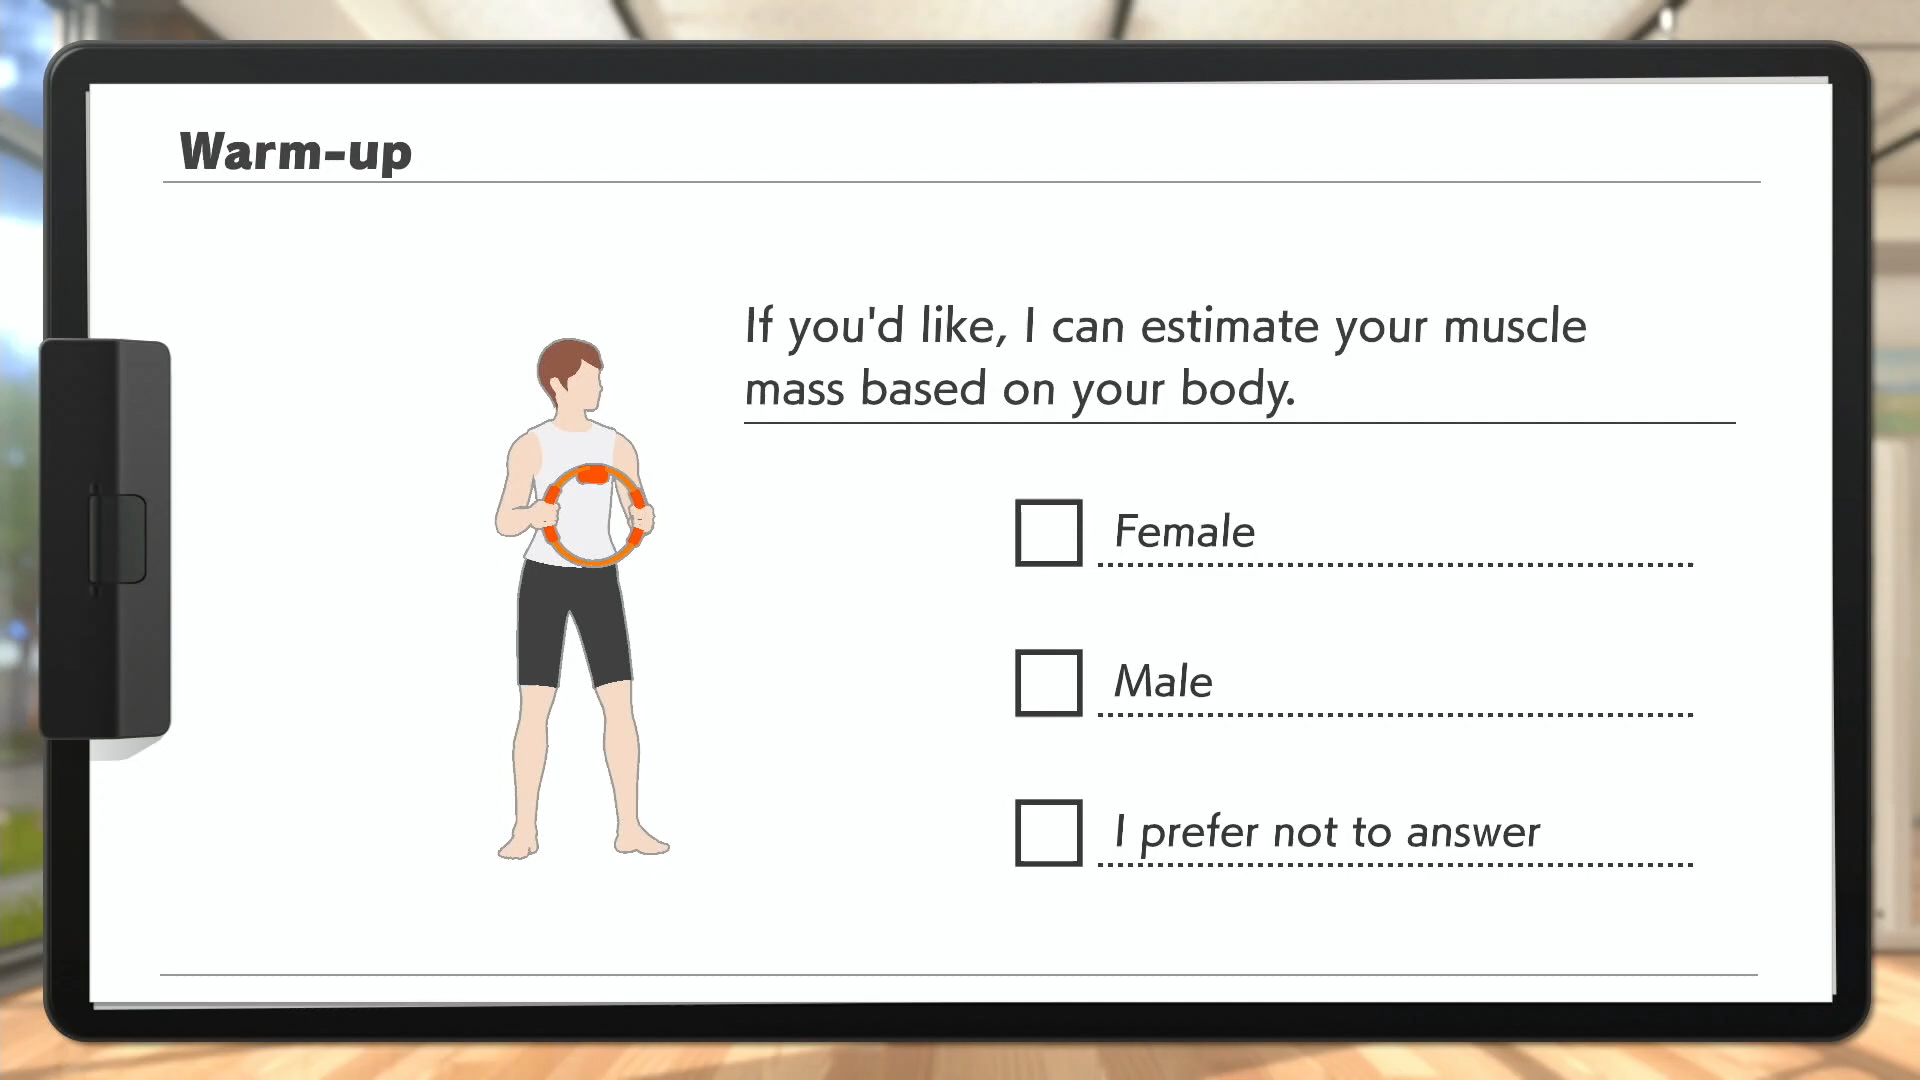 Warm-up
If you'd like, I can estimate your muscle
mass based on your body.
Female
Male
I prefer not to answer